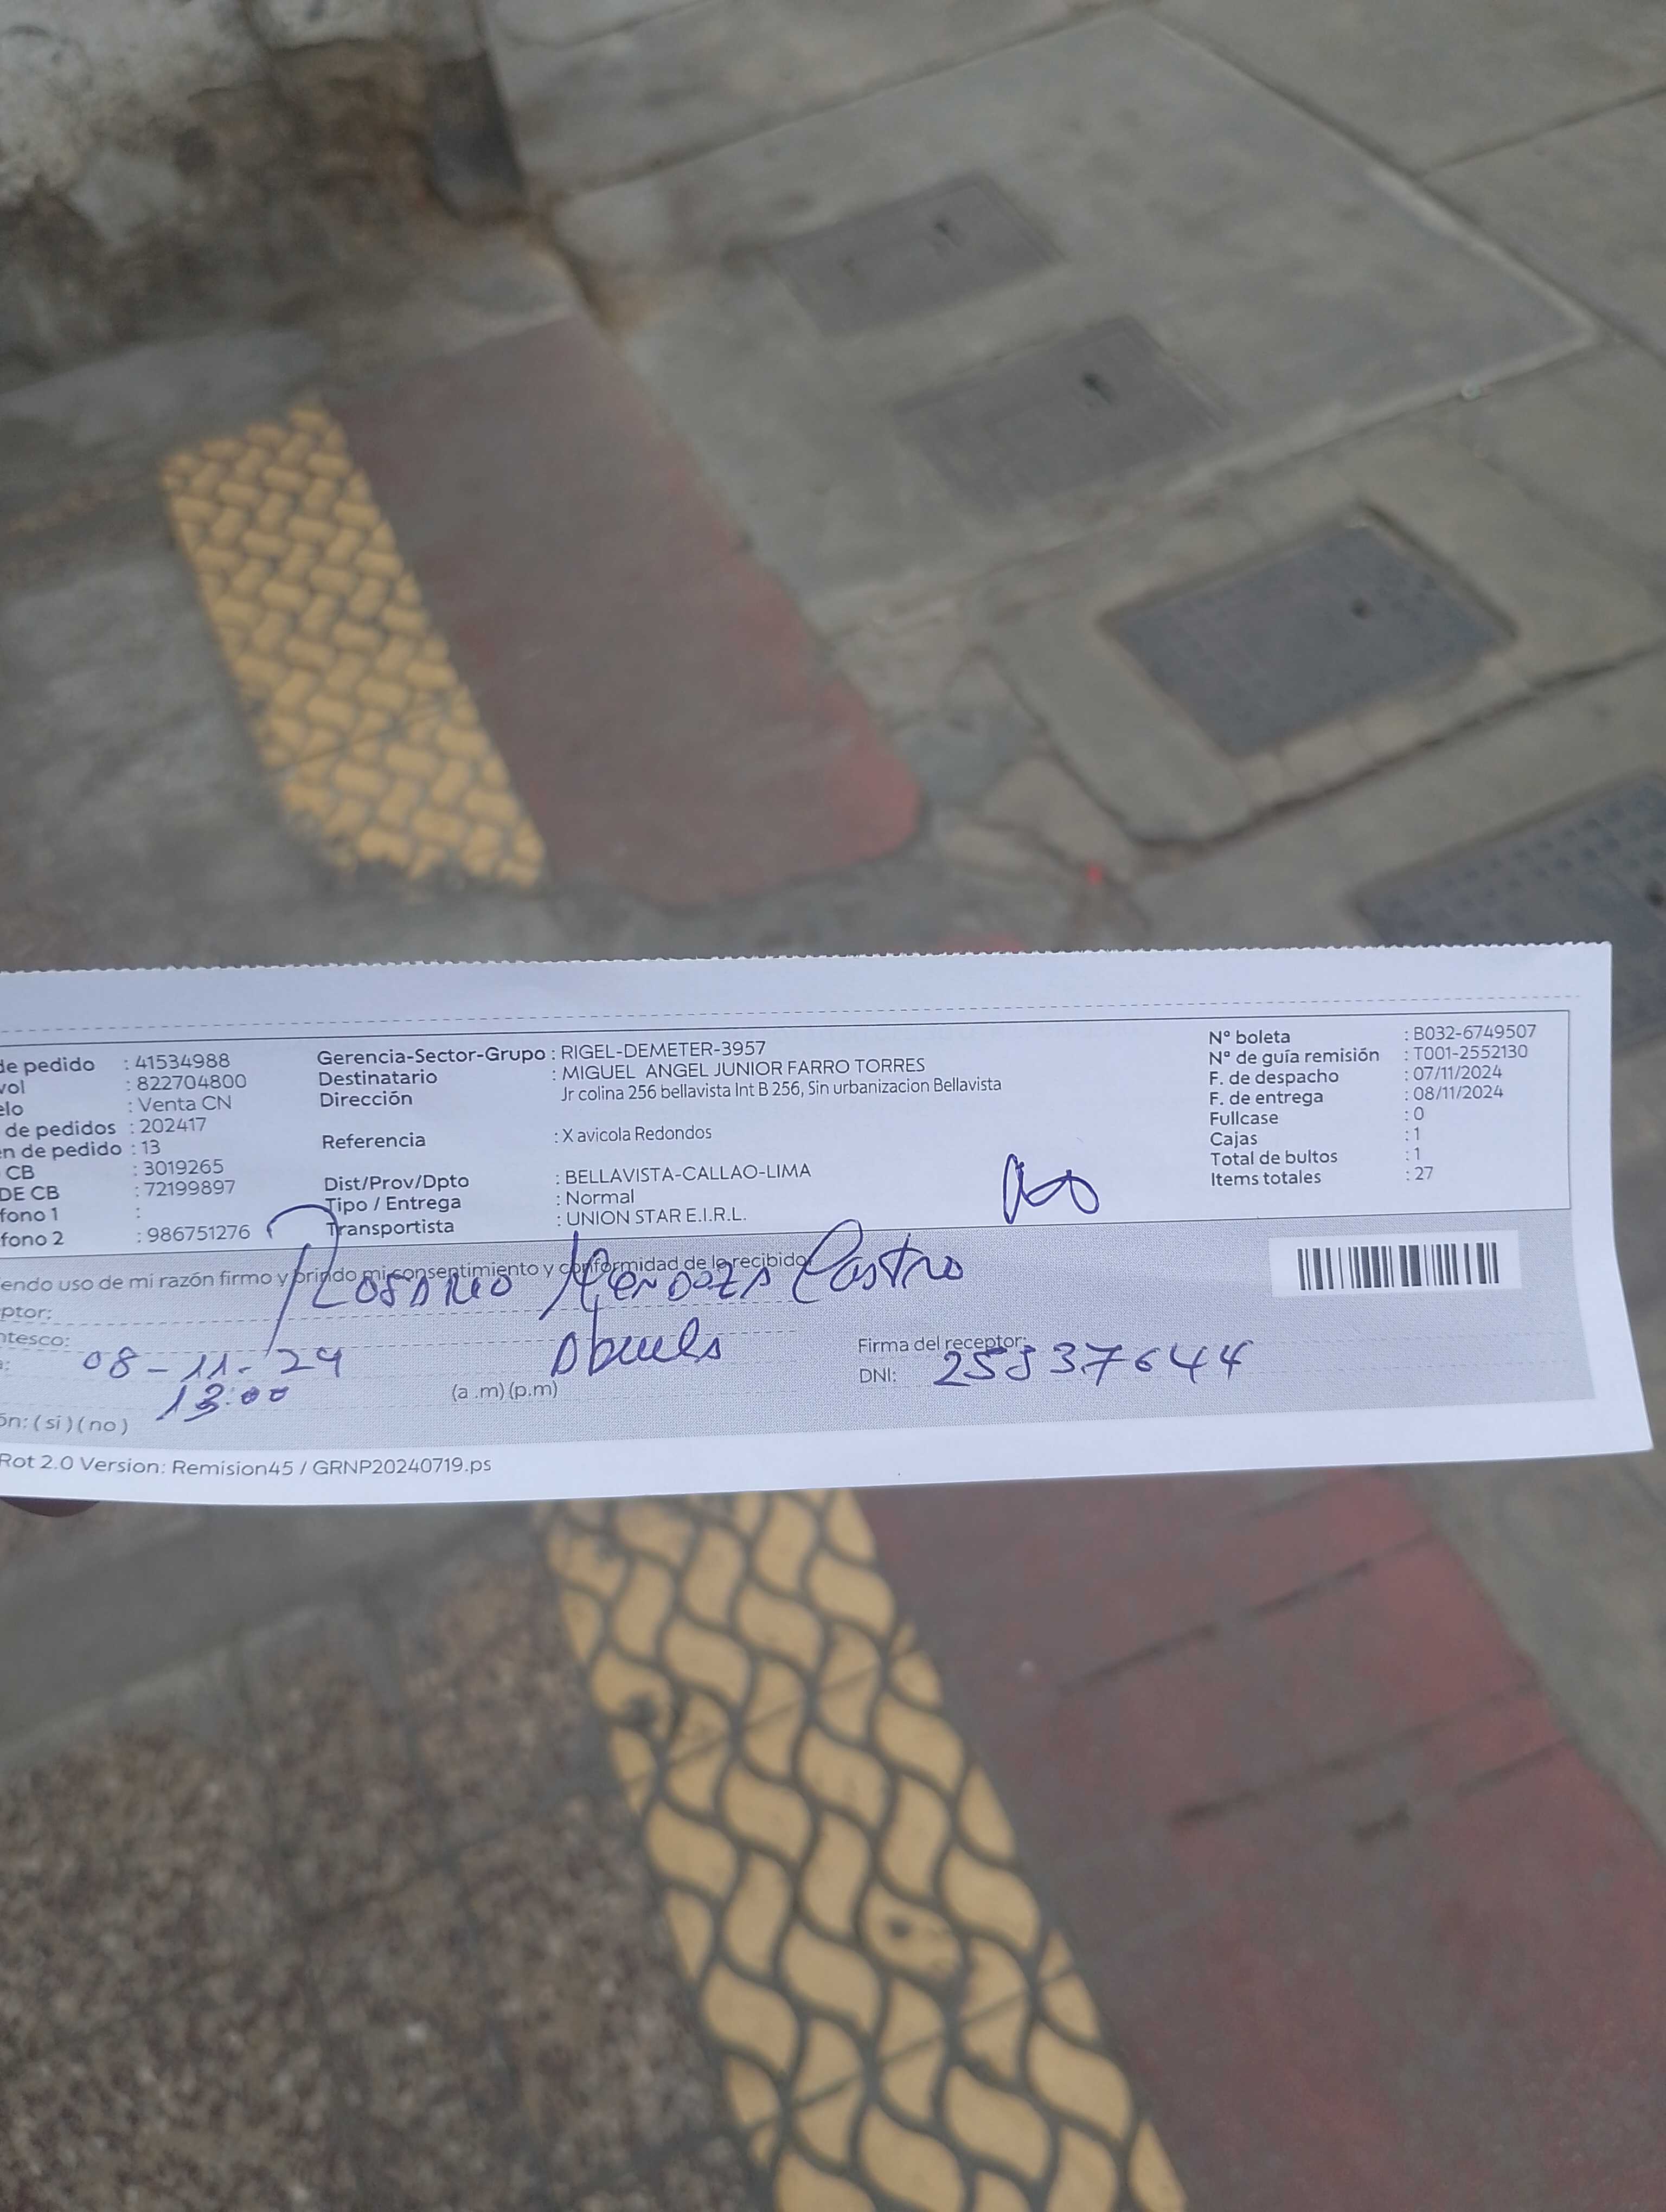 de pedido : 41534988
vol : 822704800
elo : Venta CN
de pedidos : 202417
n de pedido : 13
CB : 3019265
DE CB : 72199897
fono 1 :
fono 2 : 986751276
Gerencia-Sector-Grupo : RIGEL-DEMETER-3957
Destinatario : MIGUEL ANGEL JUNIOR FARRO TORRES
Dirección Jr colina 256 bellavista Int B 256, Sin urbanizacion Bellavista
Referencia : X avicola Redondos
Dist/Prov/Dpto : BELLAVISTA-CALLAO-LIMA
Tipo / Entrega : Normal
Transportista : UNION STAR E.I.R.L.
N° boleta : B032-6749507
N° de guía remisión : T001-2552130
F. de despacho : 07/11/2024
F. de entrega : 08/11/2024
Fullcase : 0
Cajas : 1
Total de bultos : 1
Items totales : 27
endo uso de mi razón firmo y brindo mi consentimiento y conformidad de lo recibido
ptor: Rosario Mendoza Castro
ntesco: Abuela
a: 08-11-24
13:00 (a .m) (p.m)
Firma del receptor:
DNI: 25837644
ón: ( si ) ( no )
Rot 2.0 Version: Remision45 / GRNP20240719.ps